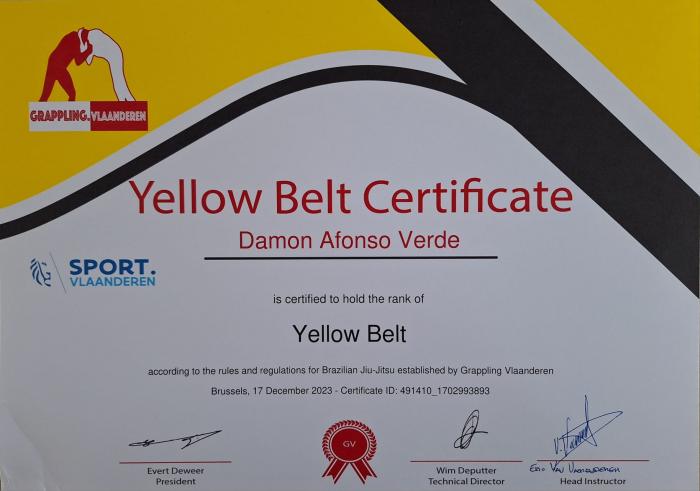 GRAPPLING.VLAANDEREN
Yellow Belt Certificate
Damon Afonso Verde
SPORT.
VLAANDEREN
is certified to hold the rank of
Yellow Belt
according to the rules and regulations for Brazilian Jiu-Jitsu established by Grappling Vlaanderen
Brussels, 17 December 2023 - Certificate ID: 491410_1702993893
GV
Evert Deweer
President
Wim Deputter
Technical Director
Head Instructor